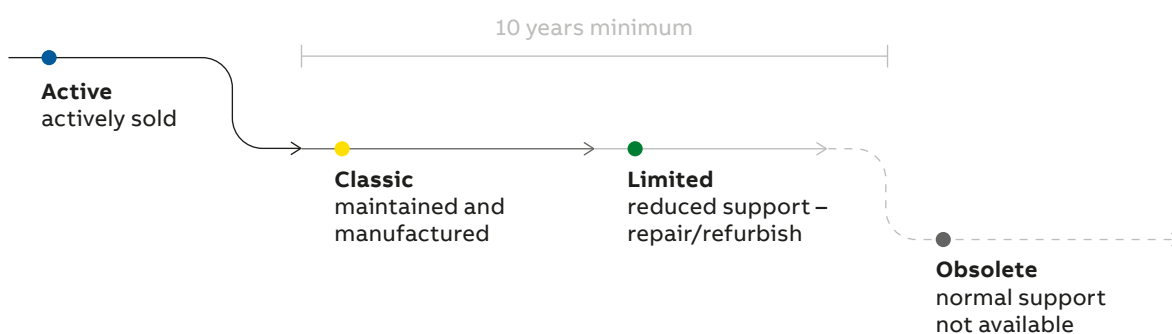 10 years minimum
Active
actively sold
Classic
maintained and
manufactured
Limited
reduced support –
repair/refurbish
Obsolete
normal support
not available